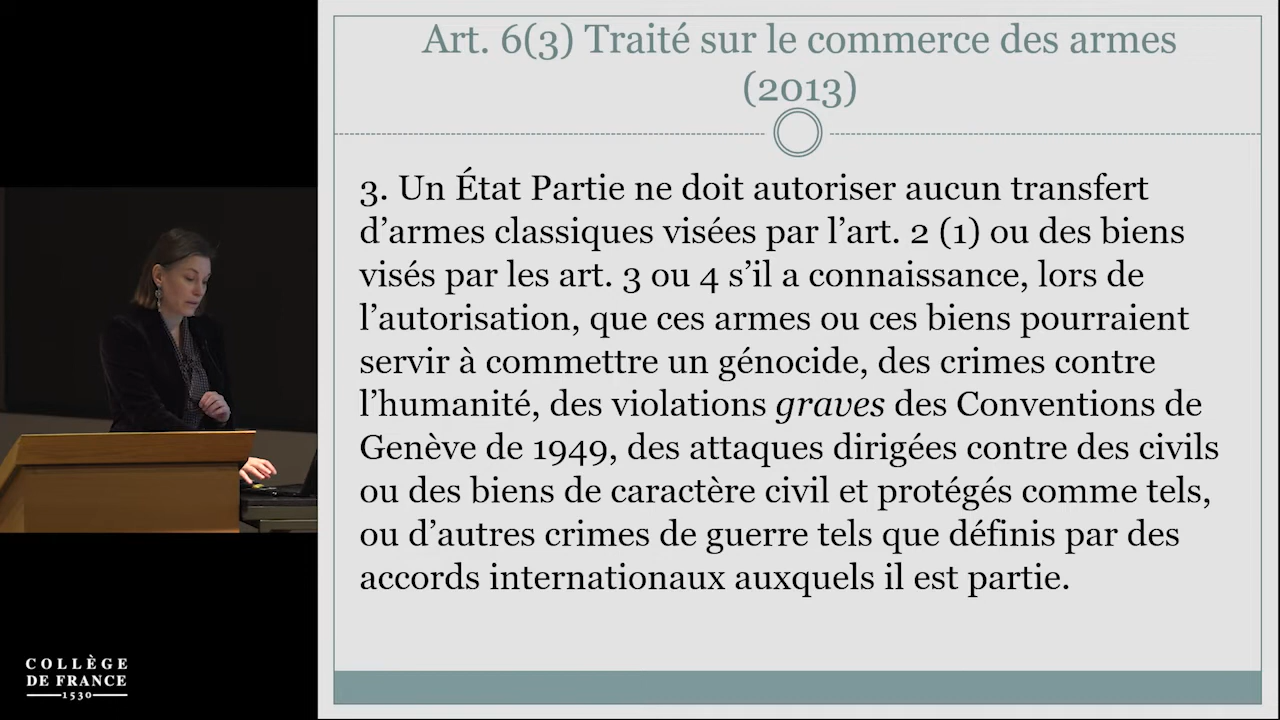 Art. 6(3) Traité sur le commerce des armes
(2013)
3. Un État Partie ne doit autoriser aucun transfert
d’armes classiques visées par l’art. 2 (1) ou des biens
visés par les art. 3 ou 4 s’il a connaissance, lors de
l’autorisation, que ces armes ou ces biens pourraient
servir à commettre un génocide, des crimes contre
l’humanité, des violations graves des Conventions de
Genève de 1949, des attaques dirigées contre des civils
ou des biens de caractère civil et protégés comme tels,
ou d’autres crimes de guerre tels que définis par des
accords internationaux auxquels il est partie.
COLLÈGE
DE FRANCE
1530